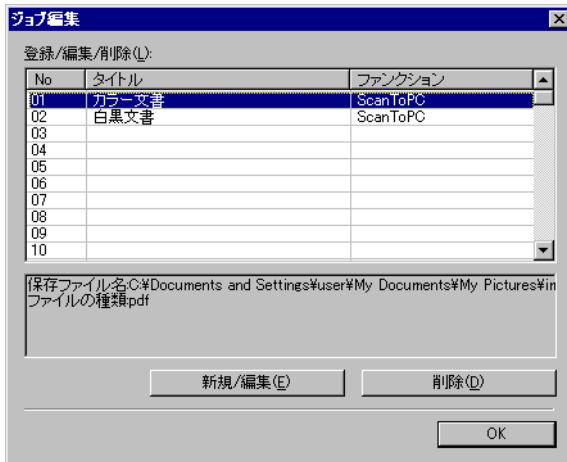 ジョブ編集
登録/編集/削除(L):
No タイトル ファンクション
01 カラー文書 ScanToPC
02 白黒文書 ScanToPC
03
04
05
06
07
08
09
10
保存ファイル名:C:¥Documents and Settings¥user¥My Documents¥My Pictures¥in
ファイルの種類:pdf
新規/編集(E) 削除(D)
OK